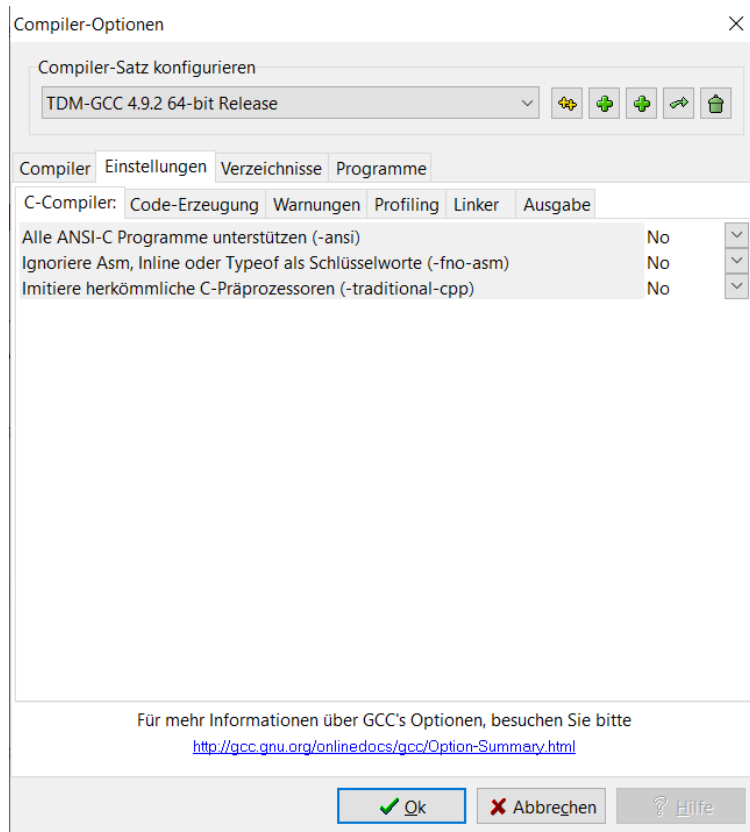 Compiler-Optionen
Compiler-Satz konfigurieren
TDM-GCC 4.9.2 64-bit Release
Compiler Einstellungen Verzeichnisse Programme
C-Compiler: Code-Erzeugung Warnungen Profiling Linker Ausgabe
Alle ANSI-C Programme unterstützen (-ansi) No
Ignoriere Asm, Inline oder Typeof als Schlüsselworte (-fno-asm) No
Imitiere herkömmliche C-Präprozessoren (-traditional-cpp) No
Für mehr Informationen über GCC's Optionen, besuchen Sie bitte
http://gcc.gnu.org/onlinedocs/gcc/Option-Summary.html
Ok Abbrechen Hilfe